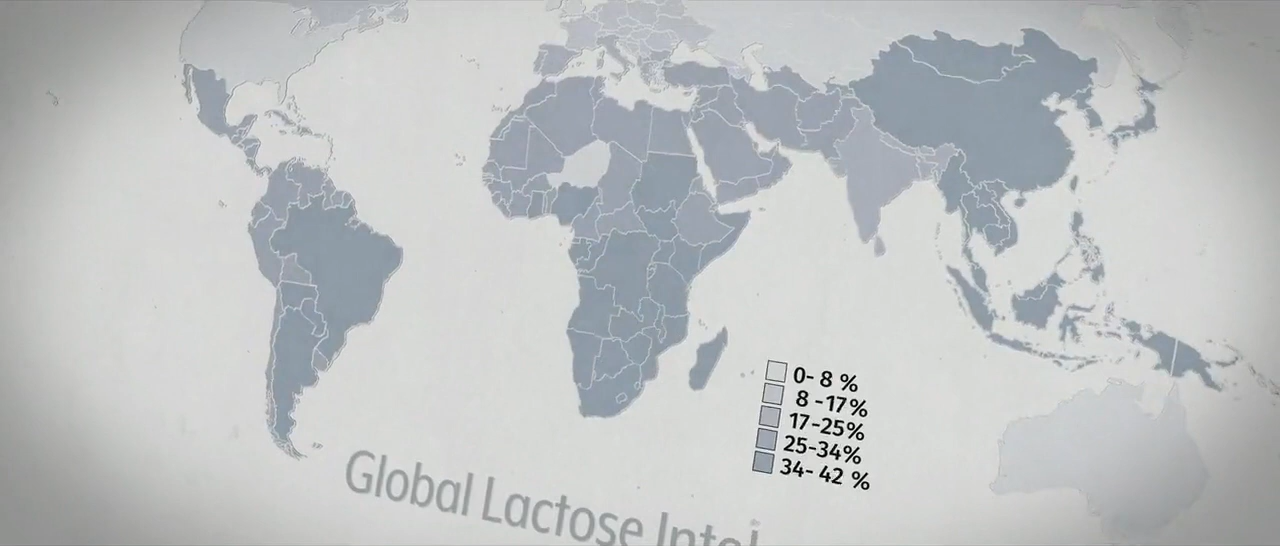 0- 8 %
8 -17%
17-25%
25-34%
34- 42 %
Global Lactose